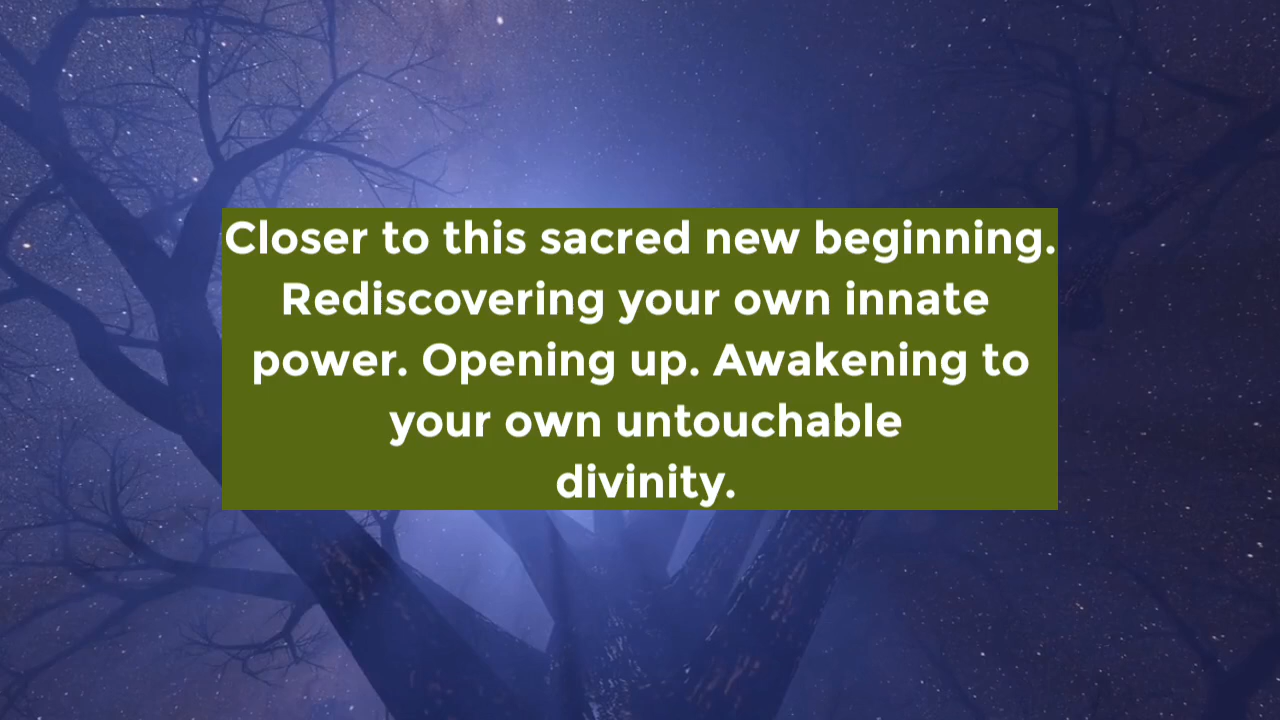 Closer to this sacred new beginning.
Rediscovering your own innate
power. Opening up. Awakening to
your own untouchable
divinity.